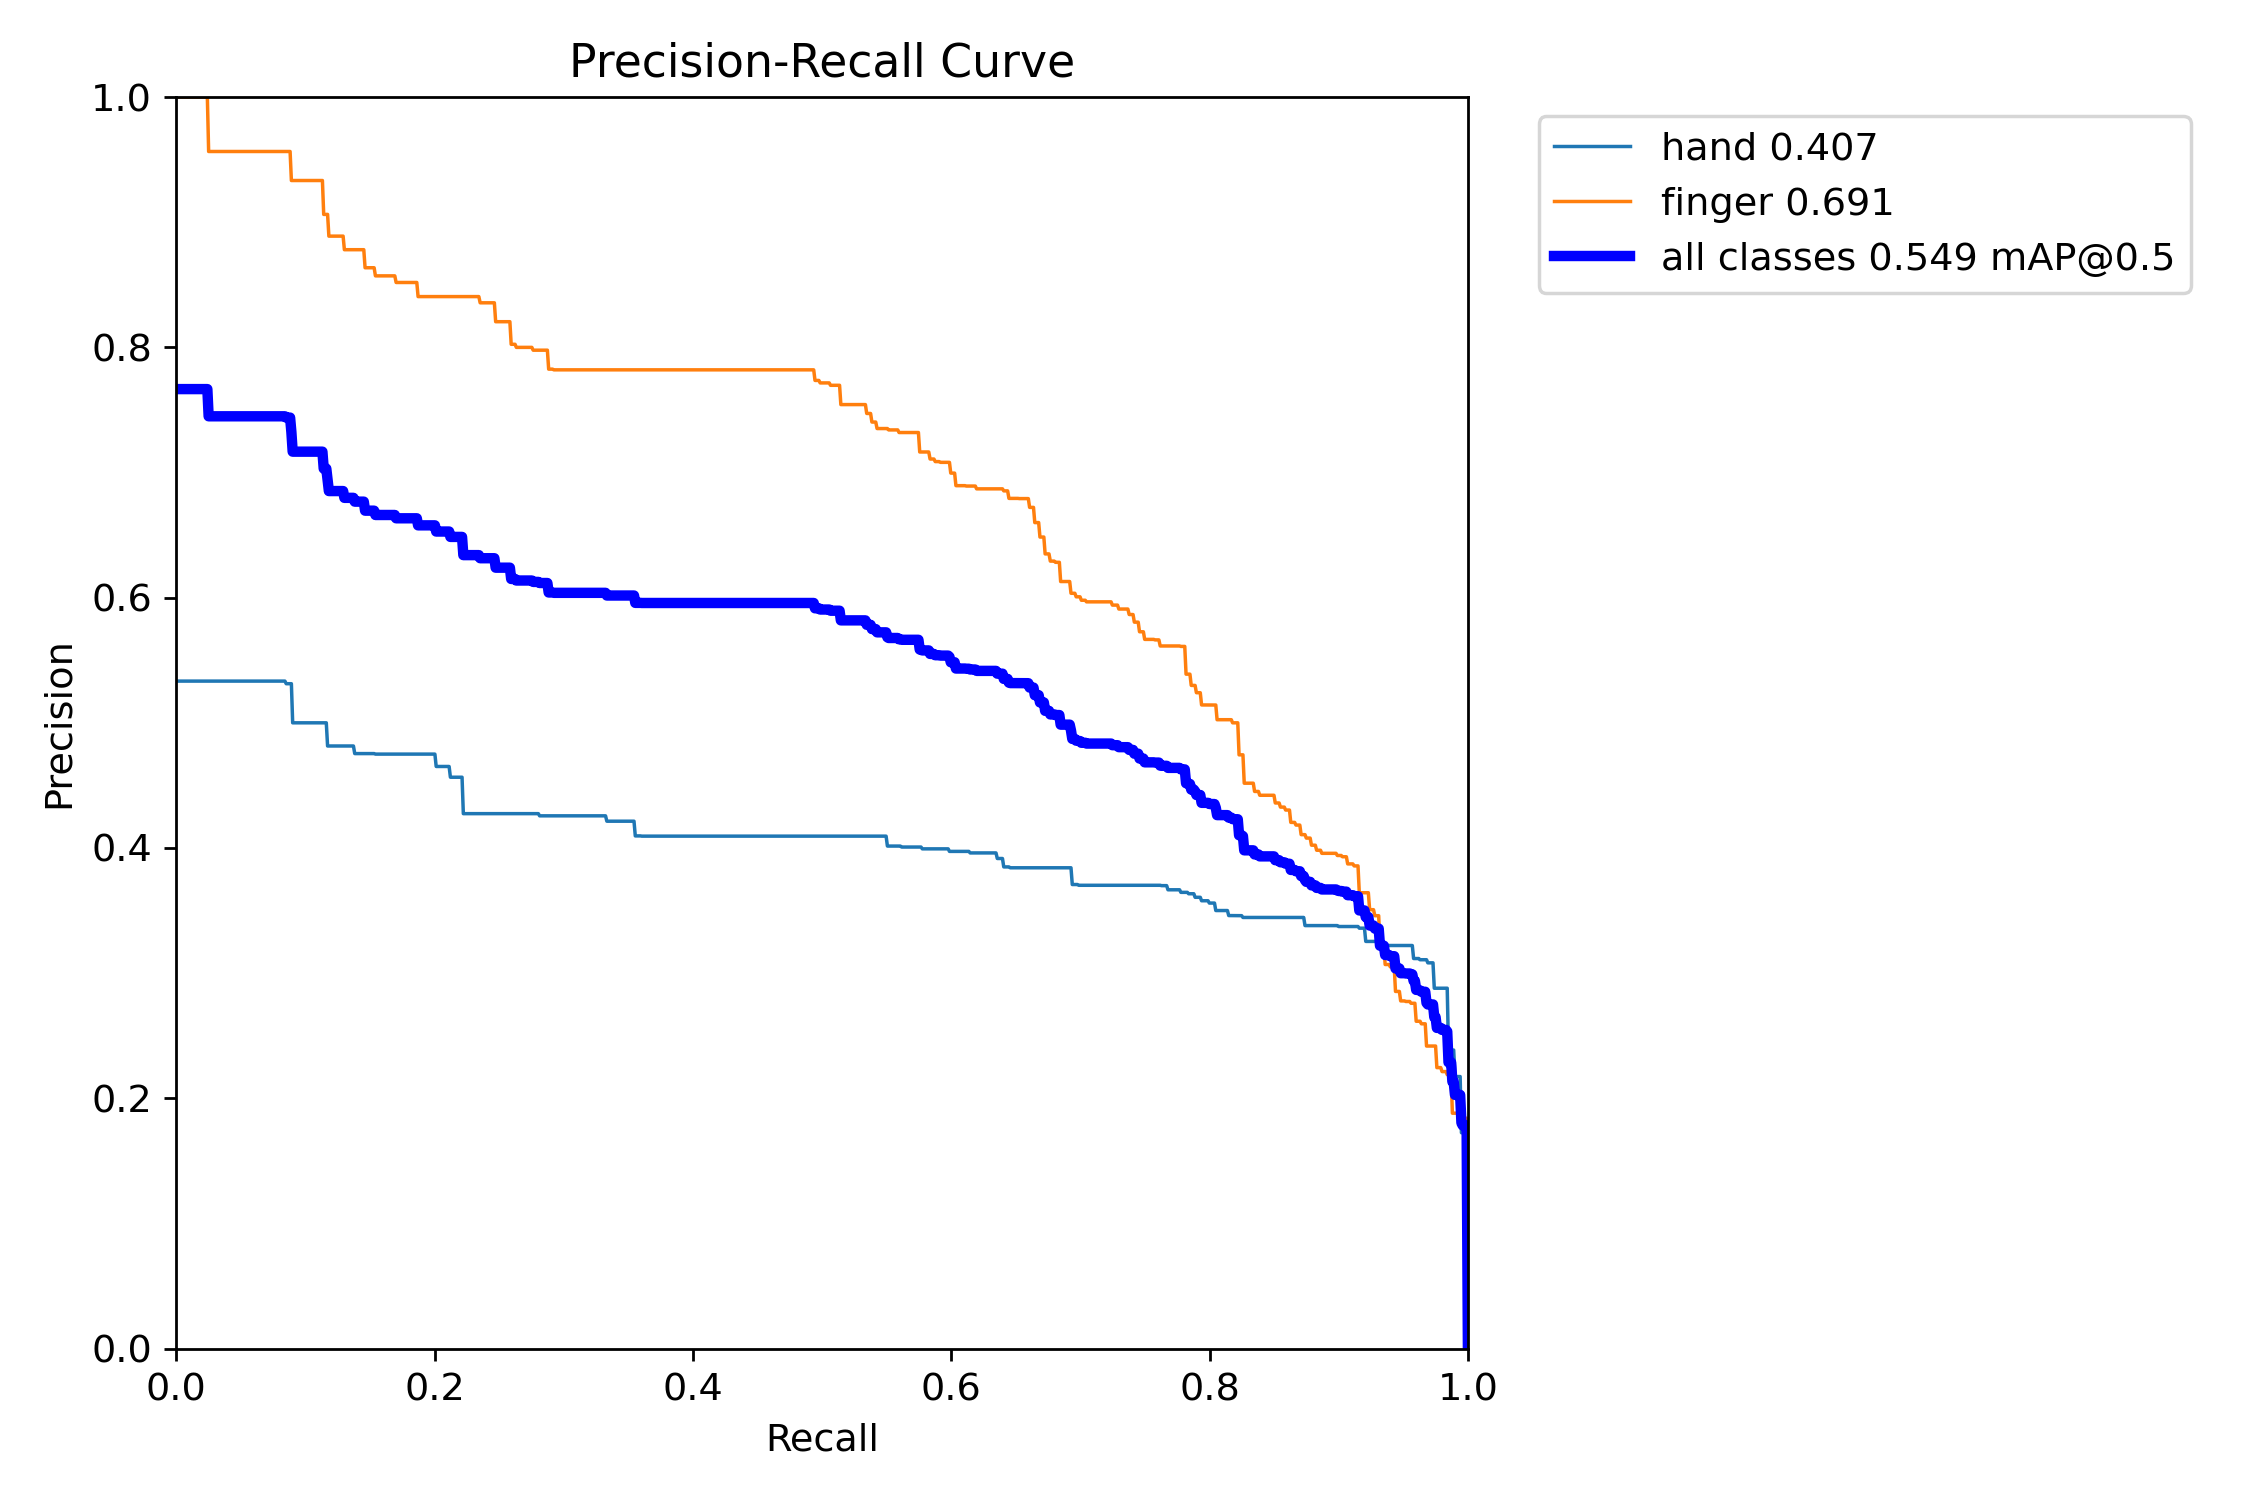 Precision-Recall Curve
1.0
0.8
0.6
0.4
0.2
0.0
Precision
0.0 0.2 0.4 0.6 0.8 1.0
Recall
hand 0.407
finger 0.691
all classes 0.549 mAP@0.5